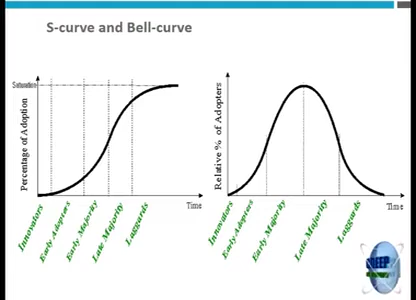 S-curve and Bell-curve
Saturation
Percentage of Adoption
Innovators
Early Adopters
Early Majority
Late Majority
Laggards
Time
Relative % of Adopters
Innovators
Early Adopters
Early Majority
Late Majority
Laggards
Time